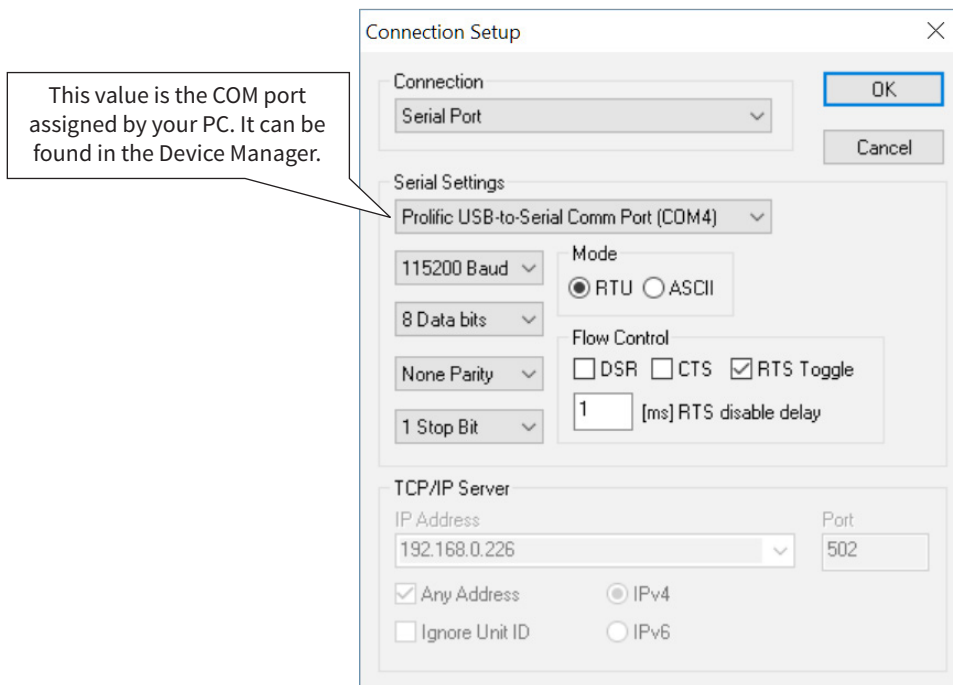 Connection Setup
This value is the COM port
assigned by your PC. It can be
found in the Device Manager.
Connection
Serial Port
OK
Cancel
Serial Settings
Prolific USB-to-Serial Comm Port (COM4)
115200 Baud
Mode
RTU ASCII
8 Data bits
Flow Control
DSR CTS RTS Toggle
None Parity
1 [ms] RTS disable delay
1 Stop Bit
TCP/IP Server
IP Address Port
192.168.0.226 502
Any Address IPv4
Ignore Unit ID IPv6